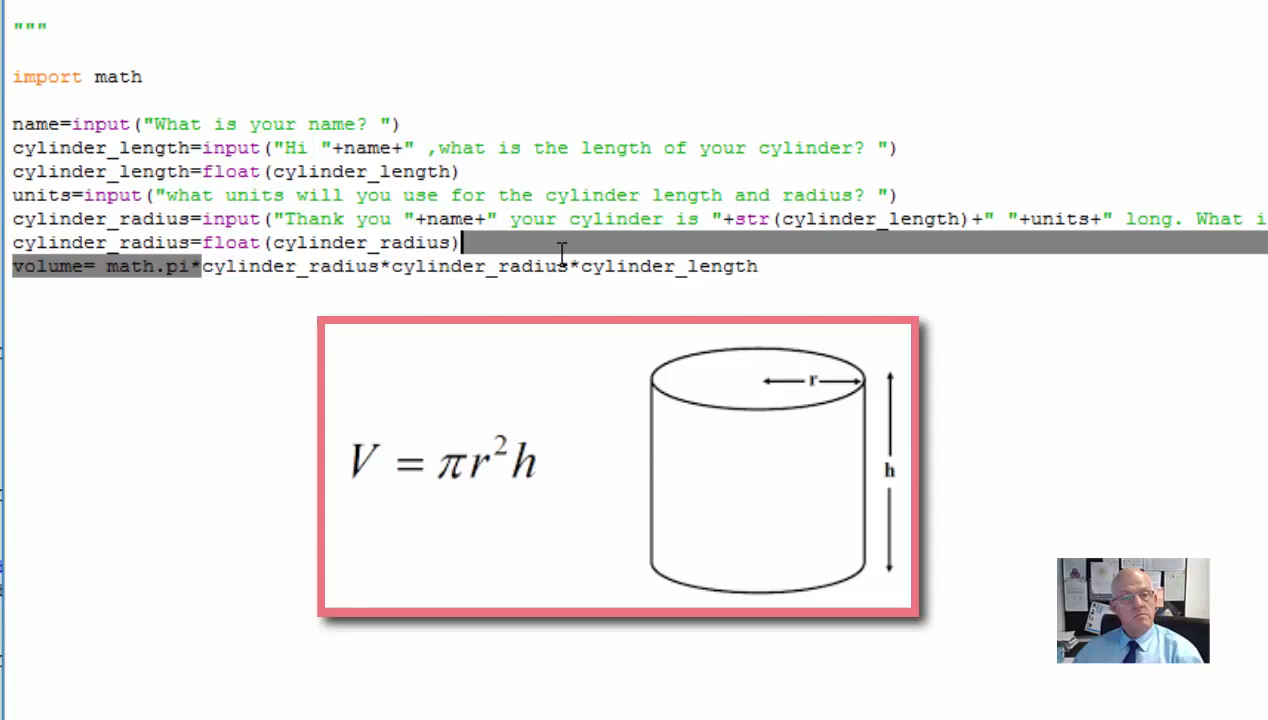 """
import math
name=input("What is your name? ")
cylinder_length=input("Hi "+name+" ,what is the length of your cylinder? ")
cylinder_length=float(cylinder_length)
units=input("what units will you use for the cylinder length and radius? ")
cylinder_radius=input("Thank you "+name+" your cylinder is "+str(cylinder_length)+" "+units+" long. What i
cylinder_radius=float(cylinder_radius)
volume= math.pi*cylinder_radius*cylinder_radius*cylinder_length
r
V = πr²h
h